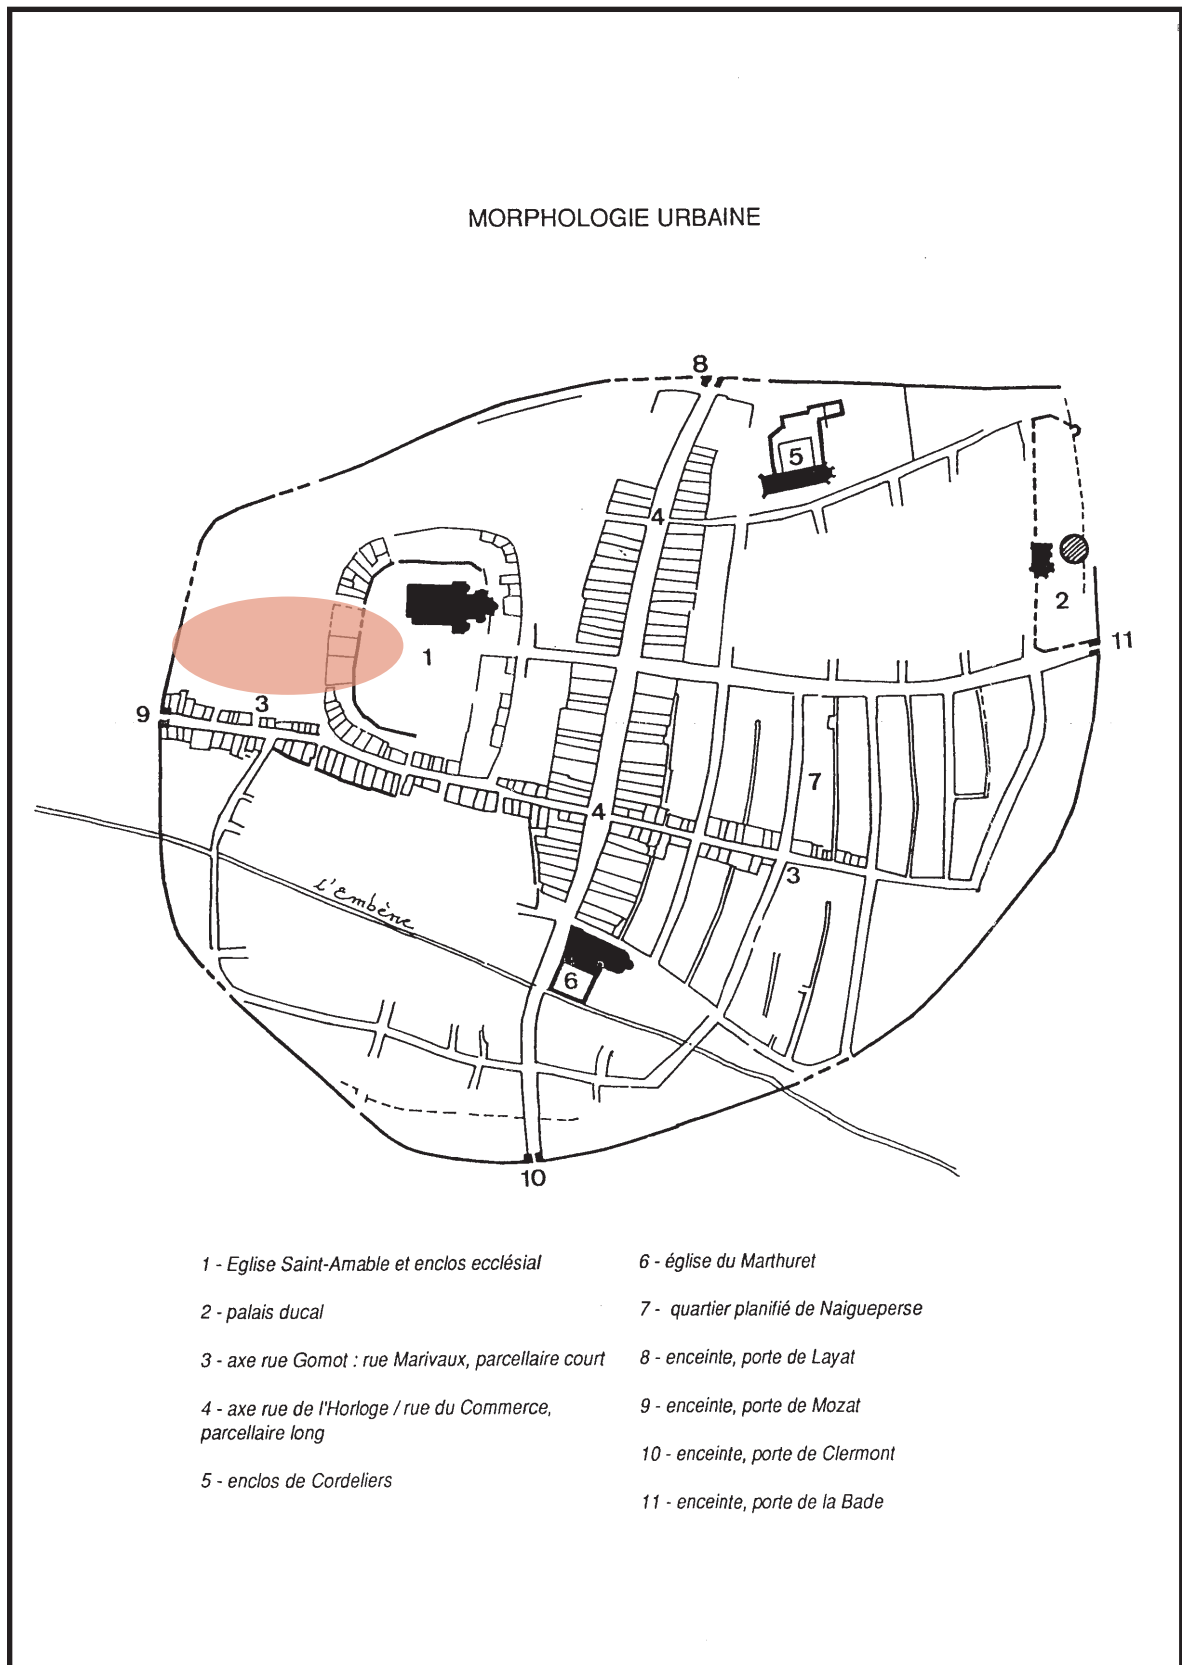 MORPHOLOGIE URBAINE
8
5
4
2
1
11
3
9
7
4
3
L'Embène
6
10
1 - Eglise Saint-Amable et enclos ecclésial
2 - palais ducal
3 - axe rue Gomot : rue Marivaux, parcellaire court
4 - axe rue de l'Horloge / rue du Commerce,
parcellaire long
5 - enclos de Cordeliers
6 - église du Marthuret
7 - quartier planifié de Naigueperse
8 - enceinte, porte de Layat
9 - enceinte, porte de Mozat
10 - enceinte, porte de Clermont
11 - enceinte, porte de la Bade